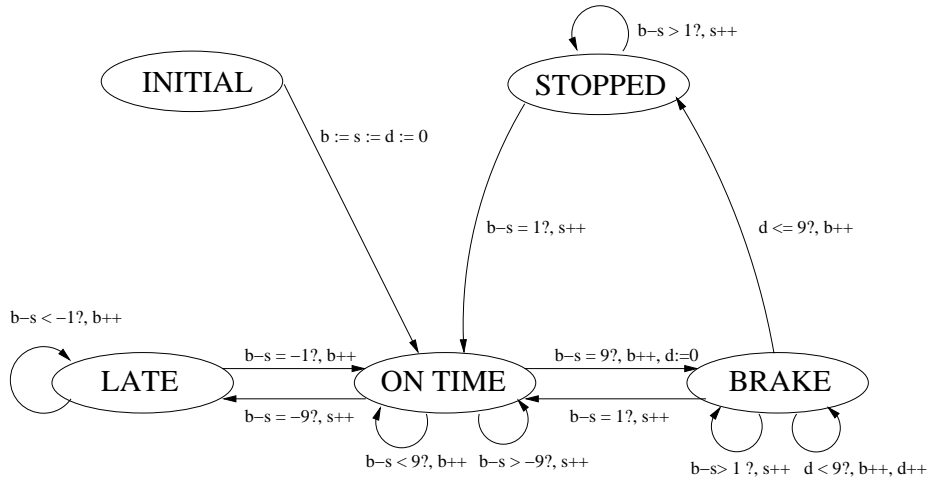 b−s > 1?, s++
INITIAL
STOPPED
b := s := d := 0
b−s = 1?, s++
d <= 9?, b++
b−s < −1?, b++
b−s = −1?, b++
b−s = 9?, b++, d:=0
LATE
ON TIME
BRAKE
b−s = −9?, s++
b−s = 1?, s++
b−s < 9?, b++
b−s > −9?, s++
b−s> 1 ?, s++
d < 9?, b++, d++